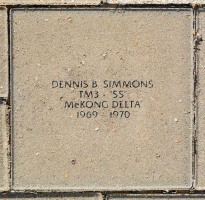 DENNIS B. SIMMONS
TM3 - "SS"
MeKONG DELTA
1969 - 1970